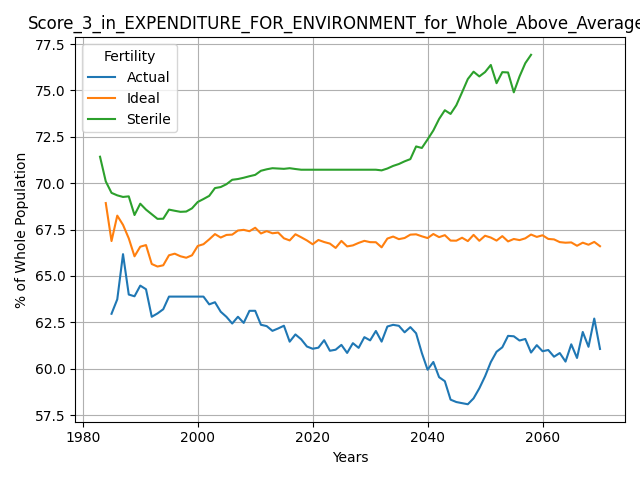 Score_3_in_EXPENDITURE_FOR_ENVIRONMENT_for_Whole_Above_Average
77.5
75.0
72.5
70.0
67.5
65.0
62.5
60.0
57.5
% of Whole Population
Fertility
Actual
Ideal
Sterile
1980
2000
2020
2040
2060
Years